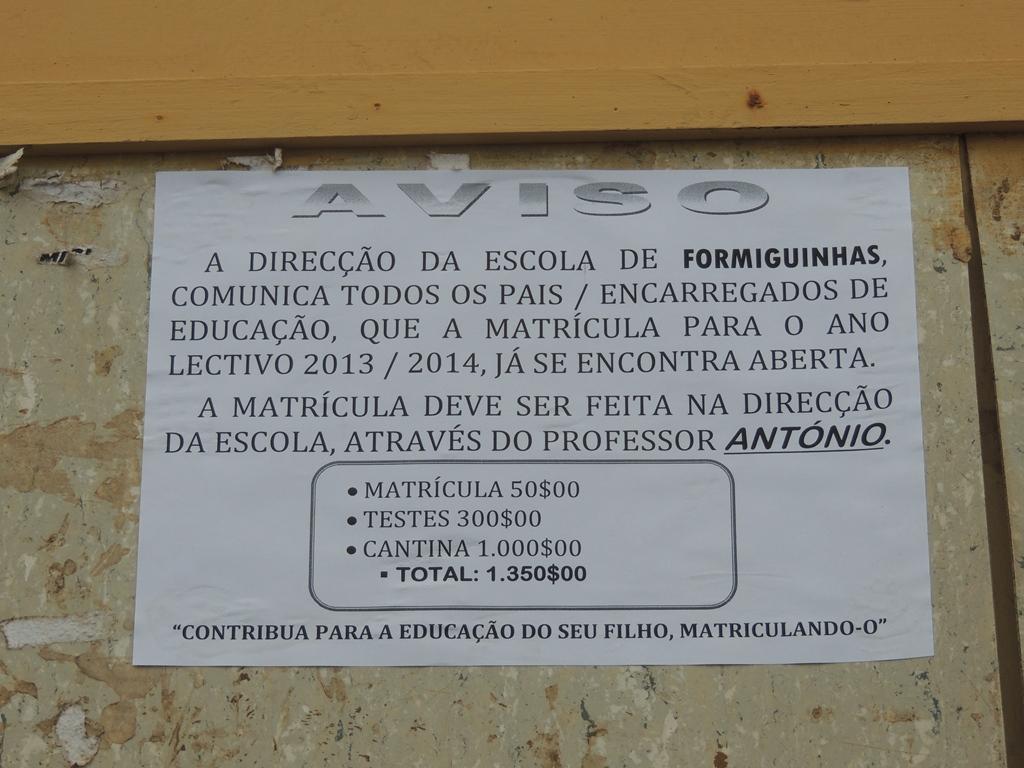 AVISO
A DIRECÇÃO DA ESCOLA DE FORMIGUINHAS,
COMUNICA TODOS OS PAIS / ENCARREGADOS DE
EDUCAÇÃO, QUE A MATRÍCULA PARA O ANO
LECTIVO 2013 / 2014, JÁ SE ENCONTRA ABERTA.
A MATRÍCULA DEVE SER FEITA NA DIRECÇÃO
DA ESCOLA, ATRAVÉS DO PROFESSOR ANTÓNIO.
• MATRÍCULA 50$00
• TESTES 300$00
• CANTINA 1.000$00
▪ TOTAL: 1.350$00
"CONTRIBUA PARA A EDUCAÇÃO DO SEU FILHO, MATRICULANDO-O"